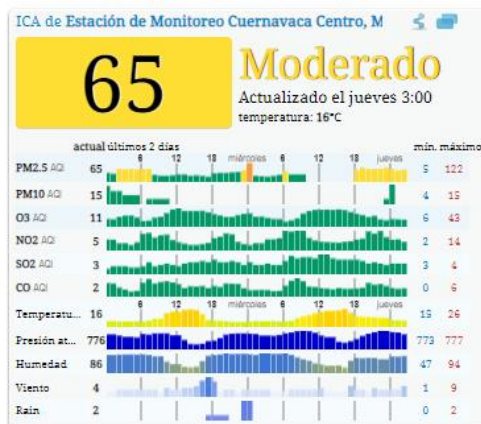 ICA de Estación de Monitoreo Cuernavaca Centro, M
65
Moderado
Actualizado el jueves 3:00
temperatura: 16°C
actual últimos 2 días mín. máximo
6 12 18 miércoles 6 12 18 jueves
PM2.5 AQI 65 5 122
PM10 AQI 15 4 15
O3 AQI 11 6 43
NO2 AQI 5 2 14
SO2 AQI 3 3 4
CO AQI 2 0 6
6 12 18 miércoles 6 12 18 jueves
Temperatu... 16 15 26
Presión at... 776 773 777
Humedad 86 47 94
Viento 4 1 9
Rain 2 0 2